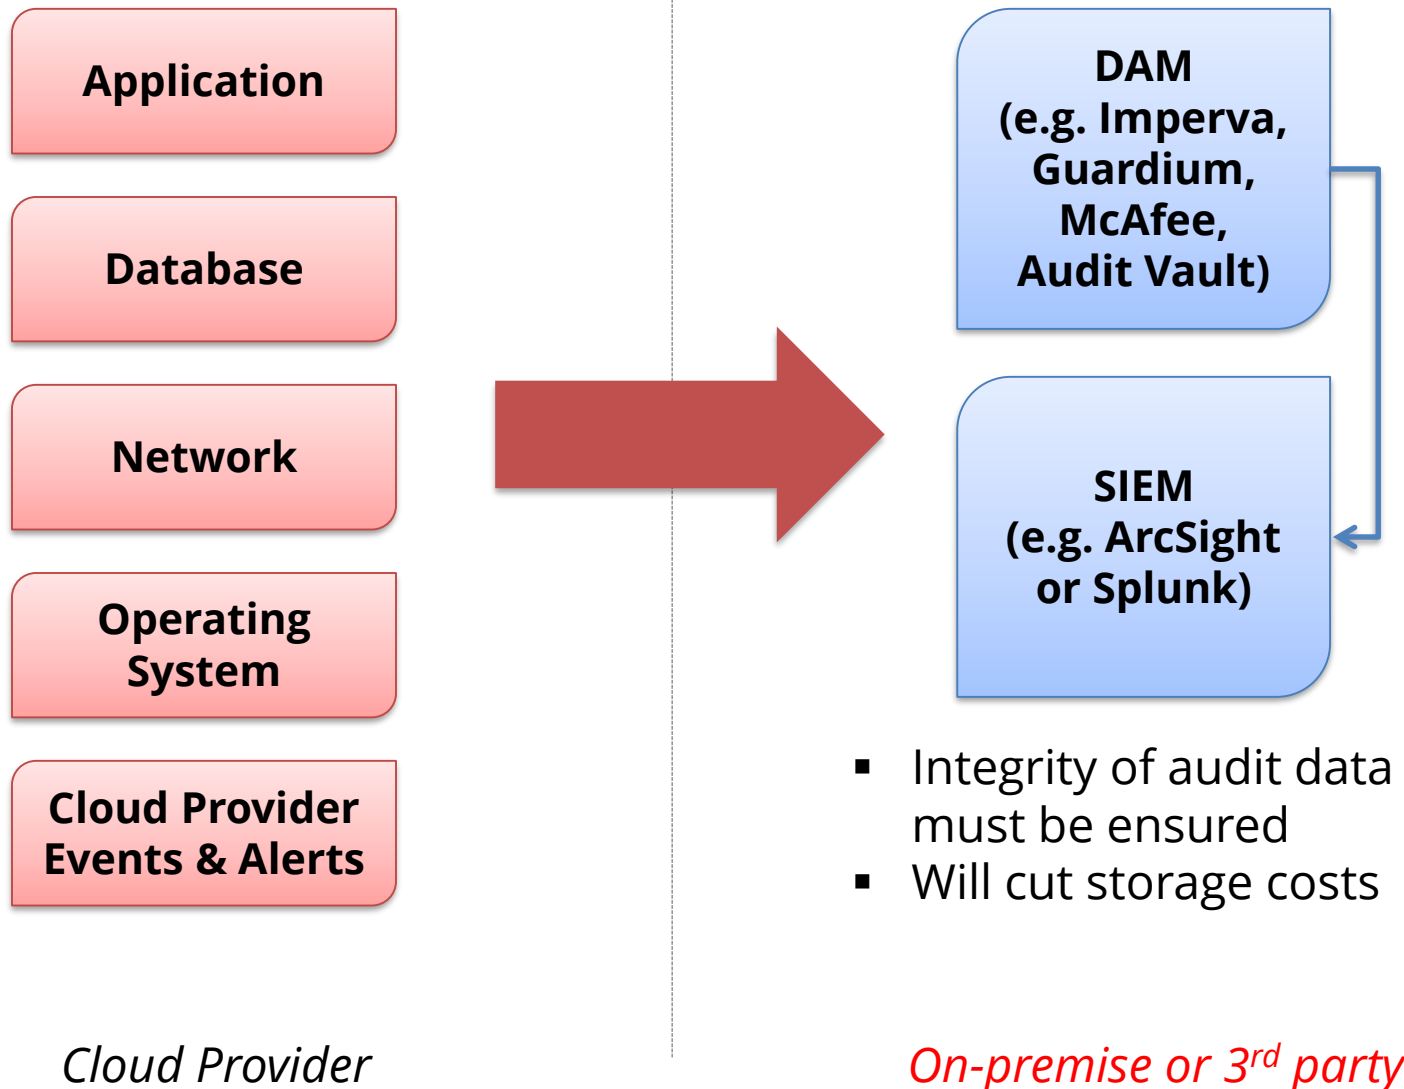 Application
Database
Network
Operating
System
Cloud Provider
Events & Alerts
Cloud Provider
DAM
(e.g. Imperva,
Guardium,
McAfee,
Audit Vault)
SIEM
(e.g. ArcSight
or Splunk)
▪ Integrity of audit data
must be ensured
▪ Will cut storage costs
On-premise or 3rd party